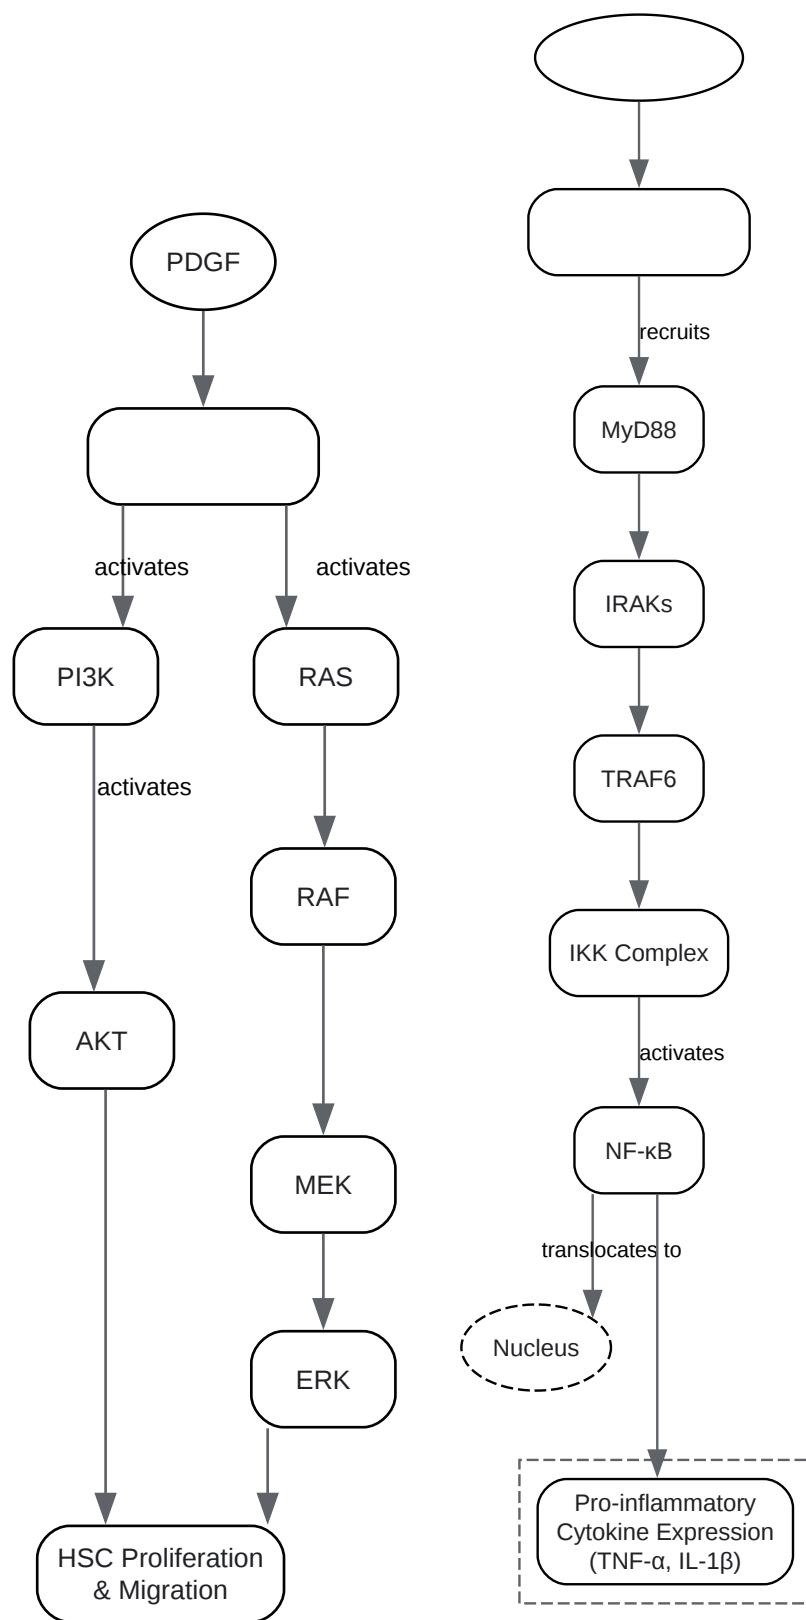 PDGF
activates
activates
PI3K
RAS
activates
RAF
AKT
MEK
ERK
HSC Proliferation
& Migration
recruits
MyD88
IRAKs
TRAF6
IKK Complex
activates
NF-κB
translocates to
Nucleus
Pro-inflammatory
Cytokine Expression
(TNF-α, IL-1β)